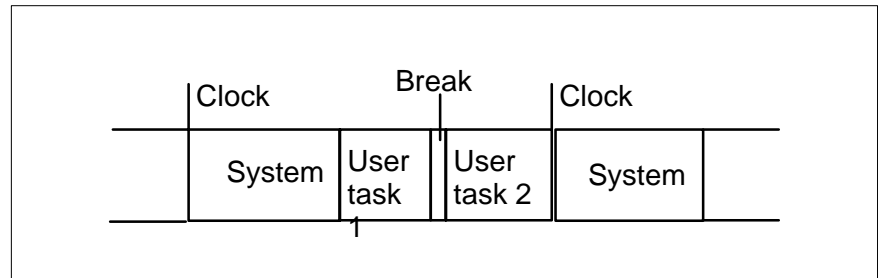 Clock
Break
Clock
System
User
task
1
User
task 2
System